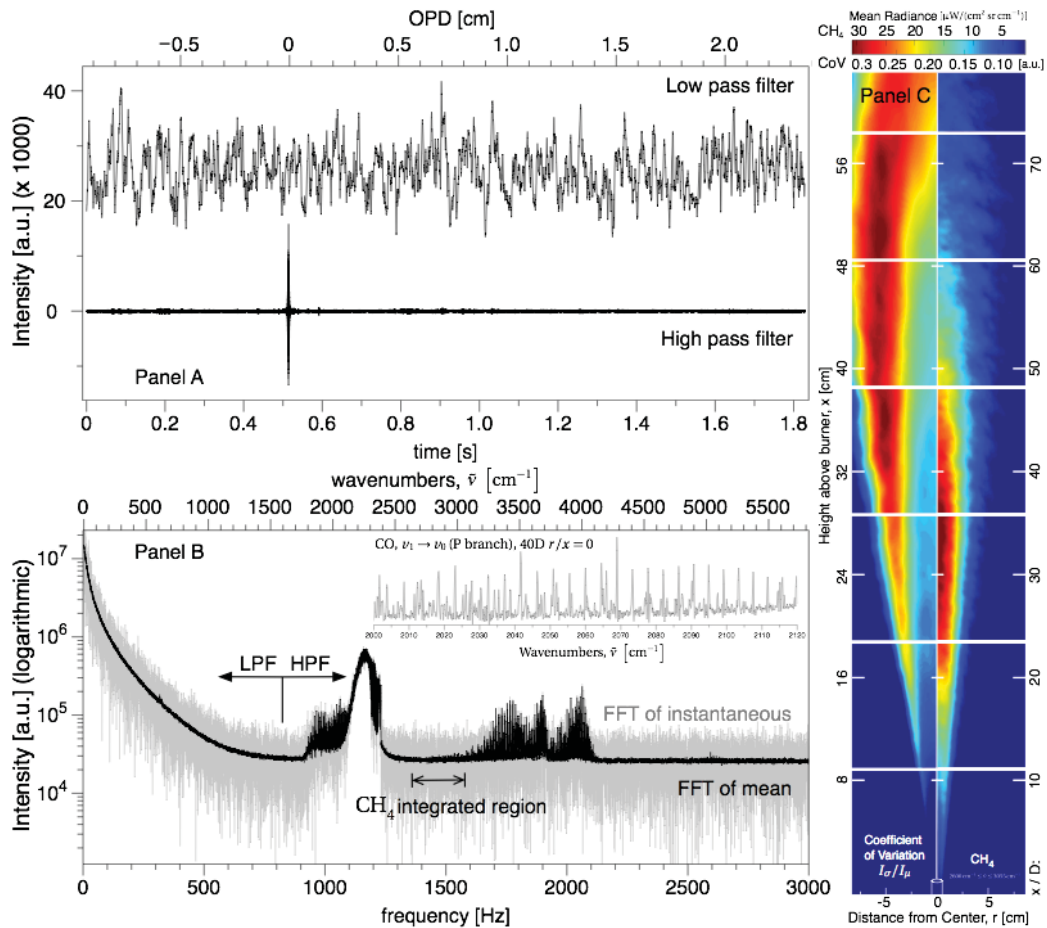 OPD [cm]
-0.5 0 0.5 1.0 1.5 2.0
Low pass filter
40
20
0
Intensity [a.u.] (x 1000)
High pass filter
Panel A
0 0.2 0.4 0.6 0.8 1.0 1.2 1.4 1.6 1.8
time [s]
wavenumbers, ṽ [cm⁻¹]
0 500 1000 1500 2000 2500 3000 3500 4000 4500 5000 5500
Panel B
CO, ν₁ → ν₀ (P branch), 40D r/x = 0
2000 2010 2020 2030 2040 2050 2060 2070 2080 2090 2100 2110 2120
Wavenumbers, ṽ [cm⁻¹]
10⁷
10⁶
10⁵
10⁴
Intensity [a.u.] (logarithmic)
LPF HPF
FFT of instantaneous
FFT of mean
CH₄ integrated region
0 500 1000 1500 2000 2500 3000
frequency [Hz]
Mean Radiance [μW/(cm² sr cm⁻¹)]
CH₄ 30 25 20 15 10 5
CoV 0.3 0.25 0.20 0.15 0.10 [a.u.]
Panel C
56
48
40
32
24
16
8
Height above burner, x [cm]
70
60
50
40
30
20
10
x / D:
Coefficient
of Variation
I_σ/I_μ
CH₄
-5 0 5
Distance from Center, r [cm]